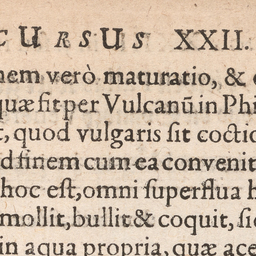 CURSUS XXII.
nem verò maturatio, &
quæ fit per Vulcanũ in Phi
quod vulgaris sit coctio
d finem cum ea convenit
hoc est, omni superflua h
mollit, bullit & coquit, si
in aqua propria, quæ ace